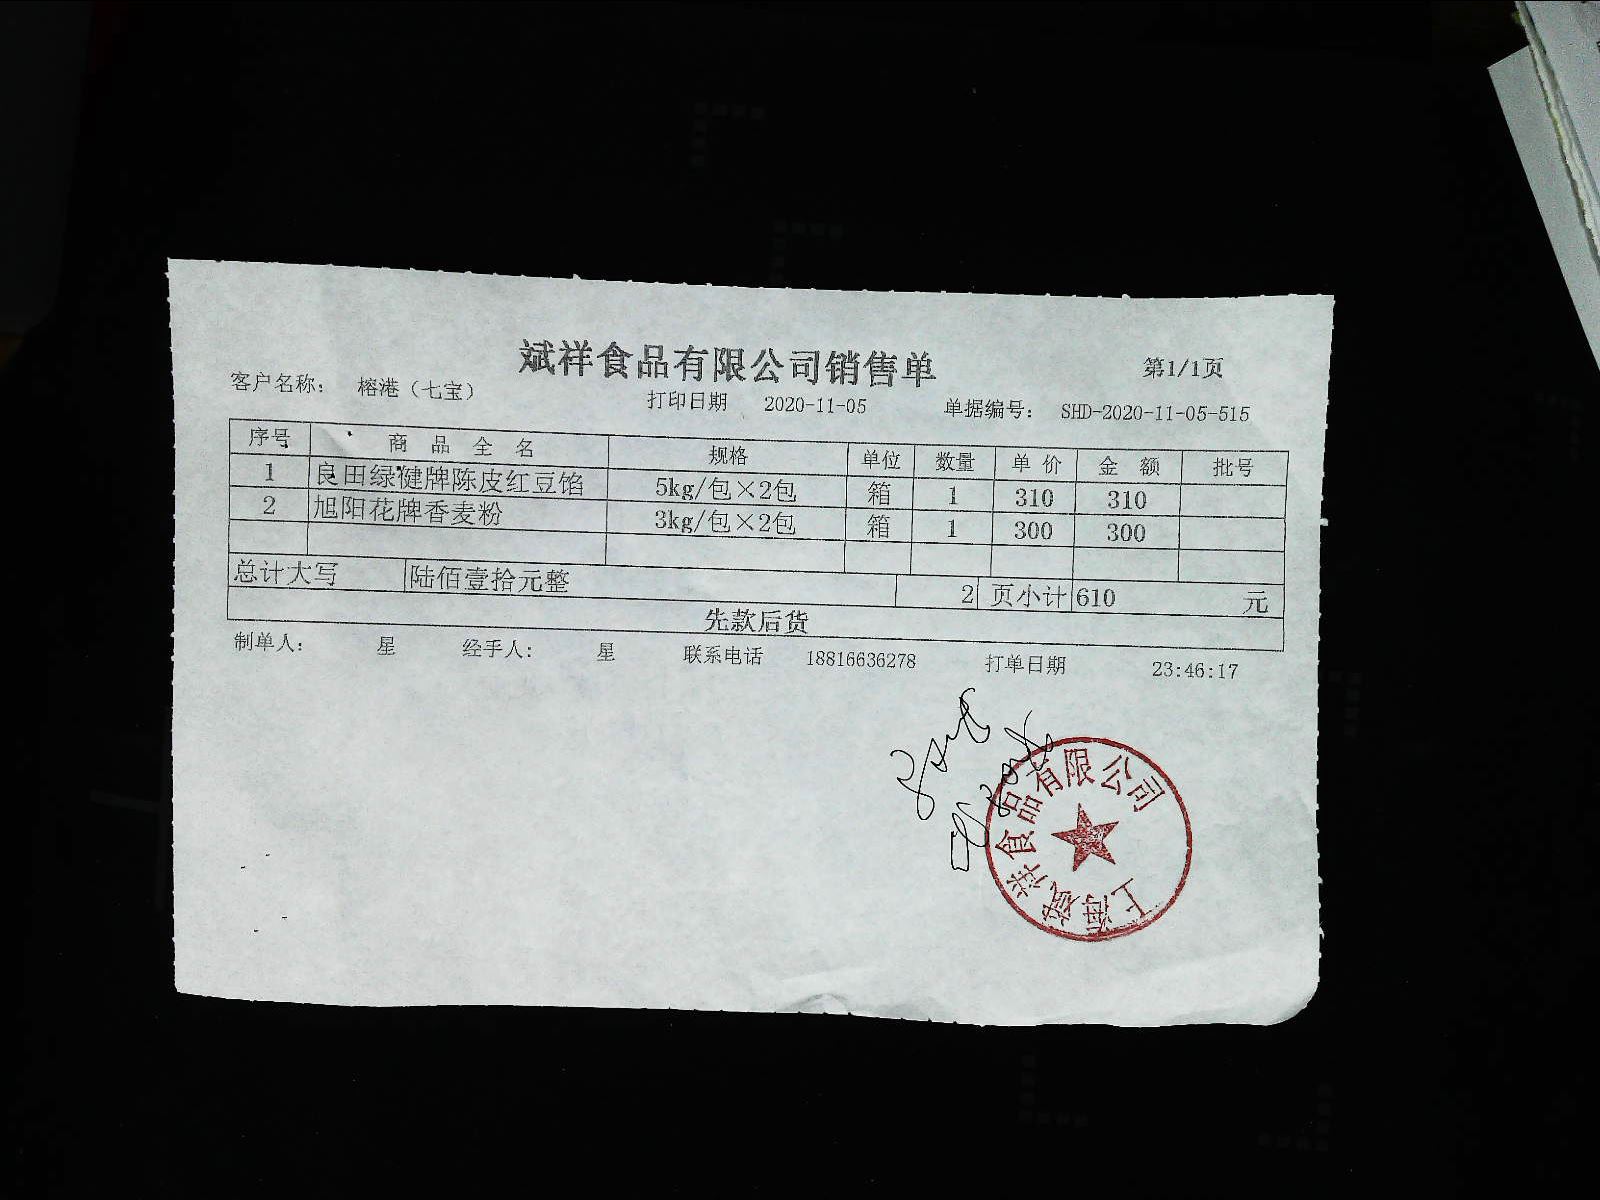 斌祥食品有限公司销售单
第1/1页
客户名称： 榕港（七宝） 打印日期 2020-11-05 单据编号： SHD-2020-11-05-515
序号 商品全名 规格 单位 数量 单价 金额 批号
1 良田绿健牌陈皮红豆馅 5kg/包×2包 箱 1 310 310
2 旭阳花牌香麦粉 3kg/包×2包 箱 1 300 300
总计大写 陆佰壹拾元整 2 页小计 610 元
先款后货
制单人： 星 经手人: 星 联系电话 18816636278 打单日期 23:46:17
上海斌祥食品有限公司